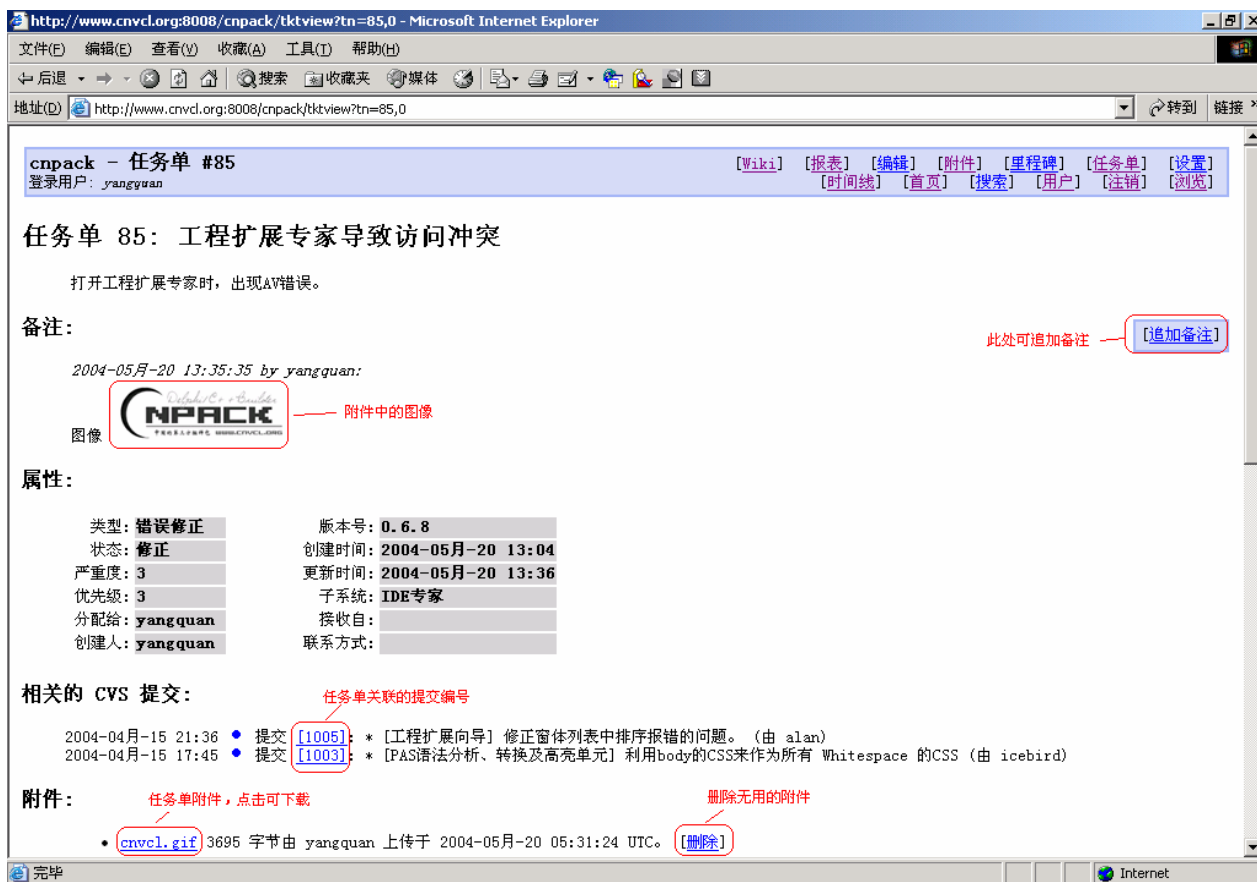 http://www.cnvcl.org:8008/cnpack/tktview?tn=85,0 - Microsoft Internet Explorer
文件(F) 编辑(E) 查看(V) 收藏(A) 工具(T) 帮助(H)
后退 搜索 收藏夹 媒体
地址(D) http://www.cnvcl.org:8008/cnpack/tktview?tn=85,0 转到 链接 »
cnpack - 任务单 #85 [Wiki] [报表] [编辑] [附件] [里程碑] [任务单] [设置]
登录用户: yangquan [时间线] [首页] [搜索] [用户] [注销] [浏览]
任务单 85: 工程扩展专家导致访问冲突
打开工程扩展专家时，出现AV错误。
备注: 此处可追加备注 [追加备注]
2004-05月-20 13:35:35 by yangquan:
Delphi/C++Builder
CNPACK 附件中的图像
WWW.CNVCL.ORG
图像
属性:
类型: 错误修正 版本号: 0.6.8
状态: 修正 创建时间: 2004-05月-20 13:04
严重度: 3 更新时间: 2004-05月-20 13:36
优先级: 3 子系统: IDE专家
分配给: yangquan 接收自:
创建人: yangquan 联系方式:
相关的 CVS 提交: 任务单关联的提交编号
2004-04月-15 21:36 ● 提交 [1005]: * [工程扩展向导] 修正窗体列表中排序报错的问题。 (由 alan)
2004-04月-15 17:45 ● 提交 [1003]: * [PAS语法分析、转换及高亮单元] 利用body的CSS来作为所有 Whitespace 的CSS (由 icebird)
附件: 任务单附件，点击可下载 删除无用的附件
• cnvcl.gif 3695 字节由 yangquan 上传于 2004-05月-20 05:31:24 UTC。 [删除]
完毕 Internet